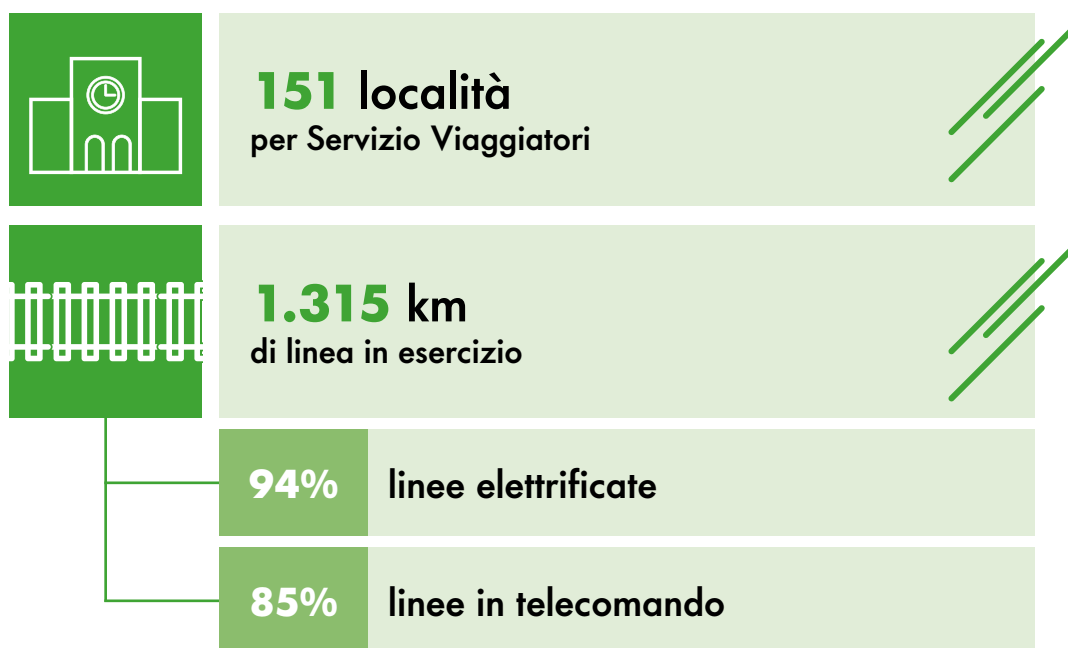 151 località
per Servizio Viaggiatori
1.315 km
di linea in esercizio
94% linee elettrificate
85% linee in telecomando